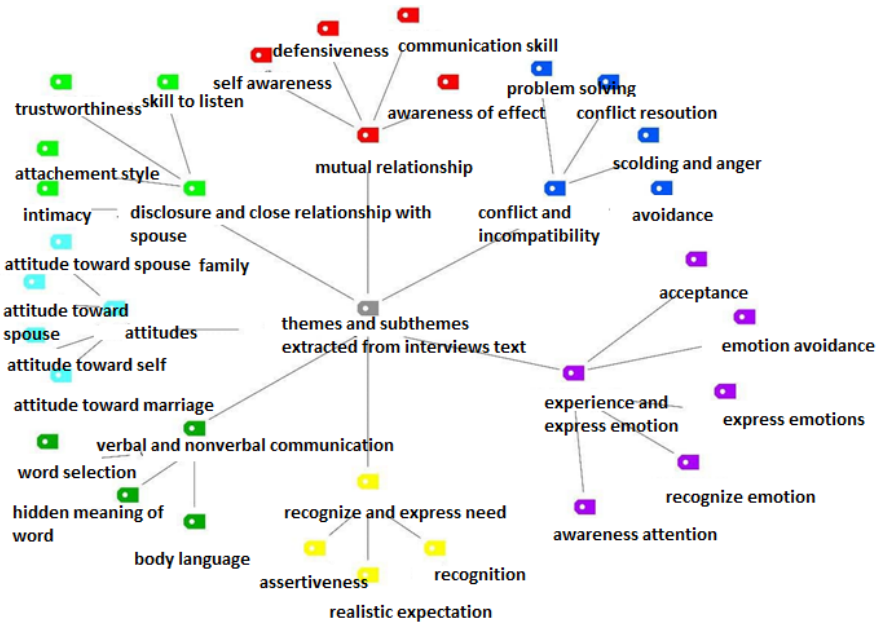 defensiveness
communication skill
self awareness
problem solving
trustworthiness
skill to listen
awareness of effect
conflict resoution
mutual relationship
scolding and anger
attachement style
intimacy
disclosure and close relationship with
spouse
conflict and
incompatibility
avoidance
attitude toward spouse family
acceptance
attitude toward
spouse
attitudes
themes and subthemes
extracted from interviews text
emotion avoidance
attitude toward self
attitude toward marriage
experience and
express emotion
express emotions
verbal and nonverbal communication
word selection
recognize emotion
hidden meaning of
word
recognize and express need
awareness attention
body language
assertiveness
recognition
realistic expectation